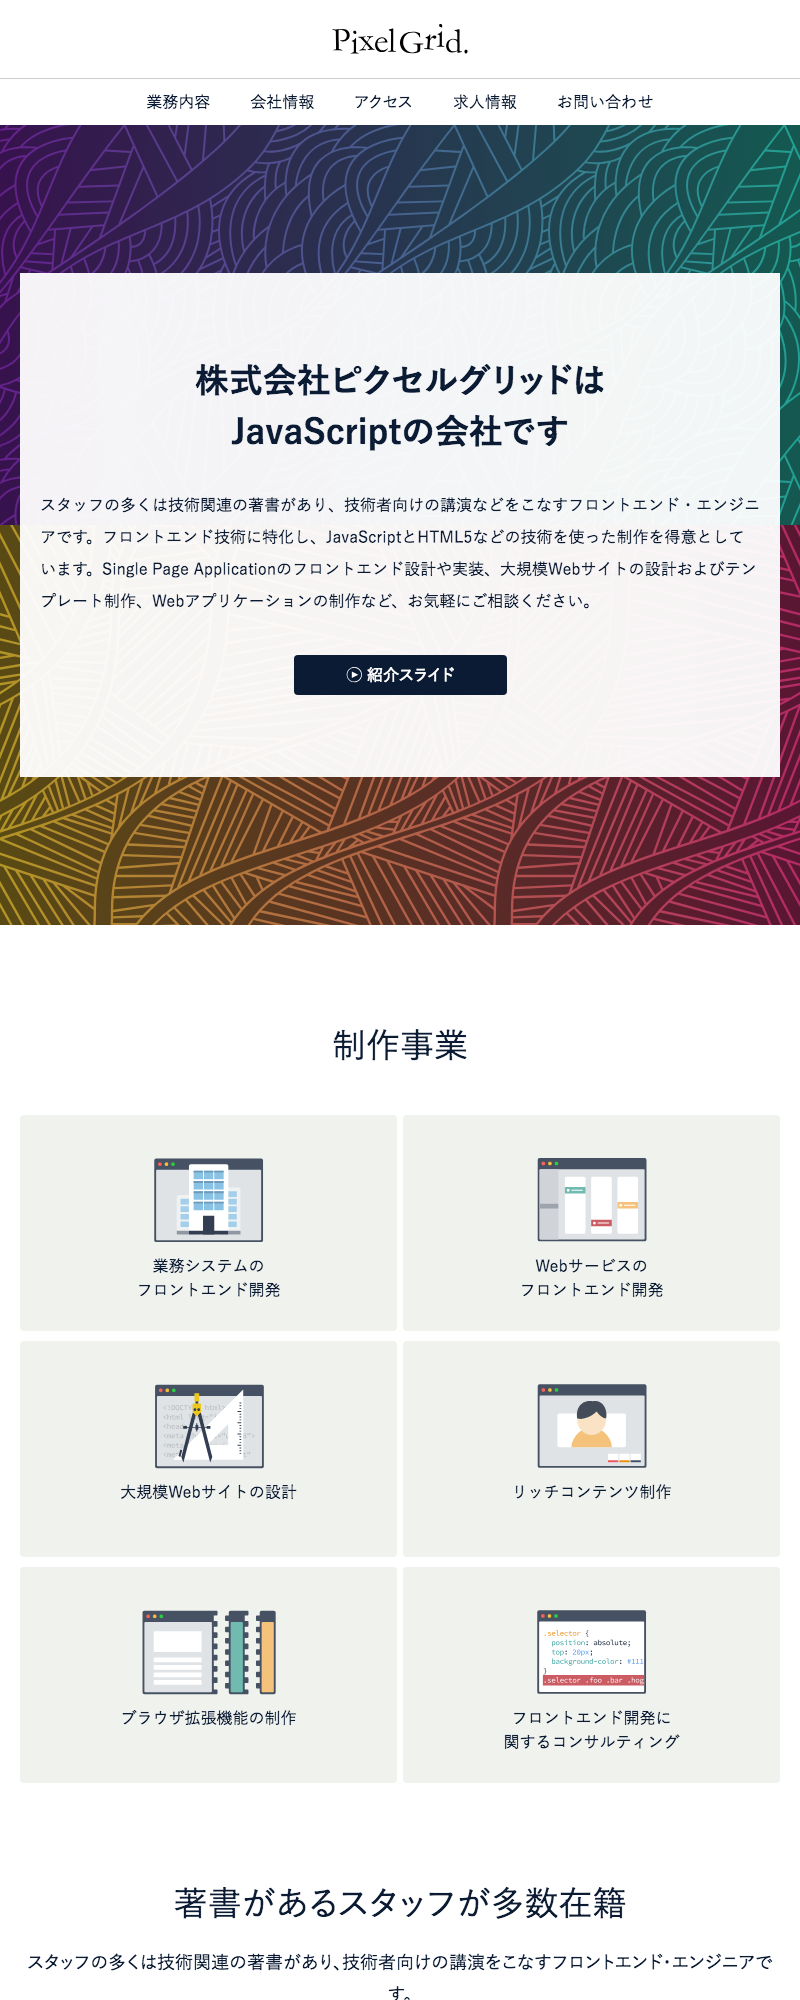 PixelGrid.
業務内容 会社情報 アクセス 求人情報 お問い合わせ
株式会社ピクセルグリッドは
JavaScriptの会社です
スタッフの多くは技術関連の著書があり、技術者向けの講演などをこなすフロントエンド・エンジニ
アです。フロントエンド技術に特化し、JavaScriptとHTML5などの技術を使った制作を得意として
います。Single Page Applicationのフロントエンド設計や実装、大規模Webサイトの設計およびテン
プレート制作、Webアプリケーションの制作など、お気軽にご相談ください。
紹介スライド
制作事業
業務システムの
フロントエンド開発
Webサービスの
フロントエンド開発
大規模Webサイトの設計
リッチコンテンツ制作
ブラウザ拡張機能の制作
.selector {
position: absolute;
top: 20px;
background-color: #111
}
.selector .foo .bar .hog
フロントエンド開発に
関するコンサルティング
著書があるスタッフが多数在籍
スタッフの多くは技術関連の著書があり、技術者向けの講演をこなすフロントエンド・エンジニアで
す。